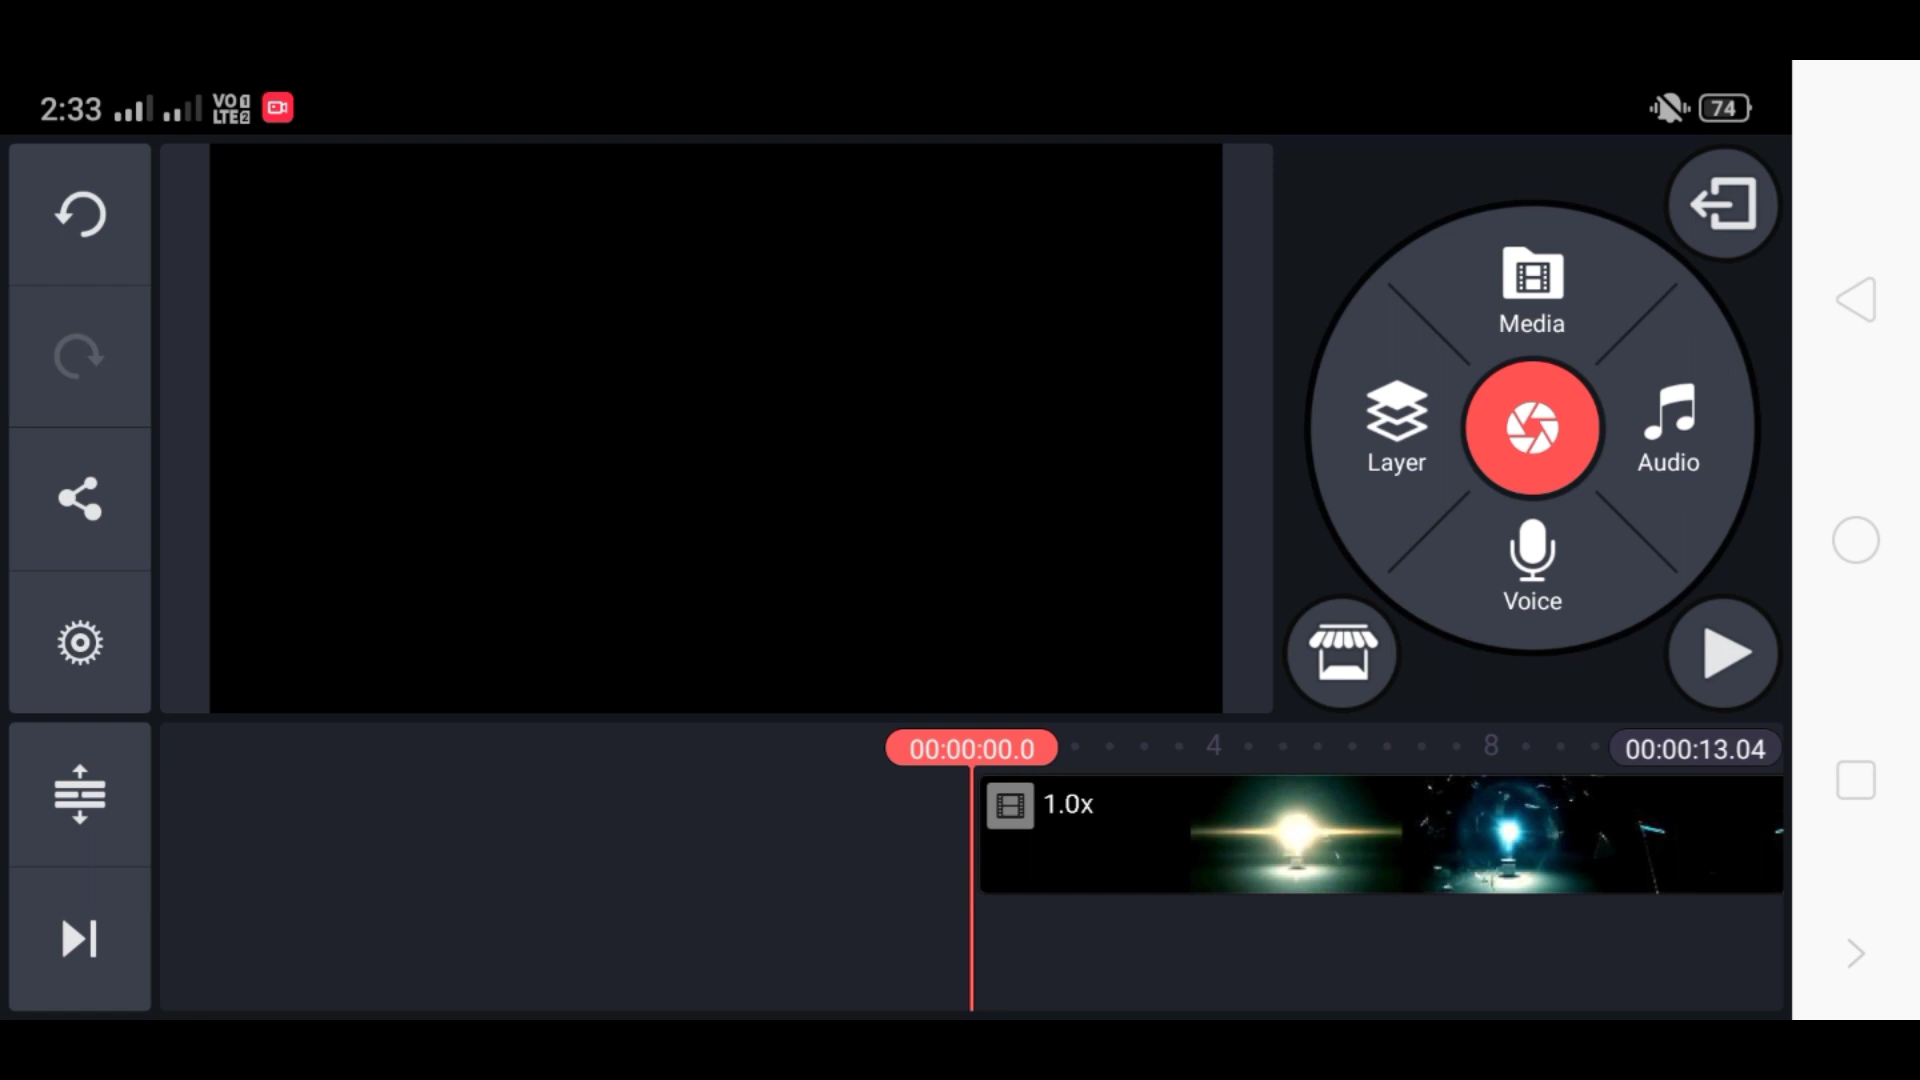 2:33
VO 1
LTE 2
74
Media
Layer
Audio
Voice
00:00:00.0
4
8
00:00:13.04
1.0x